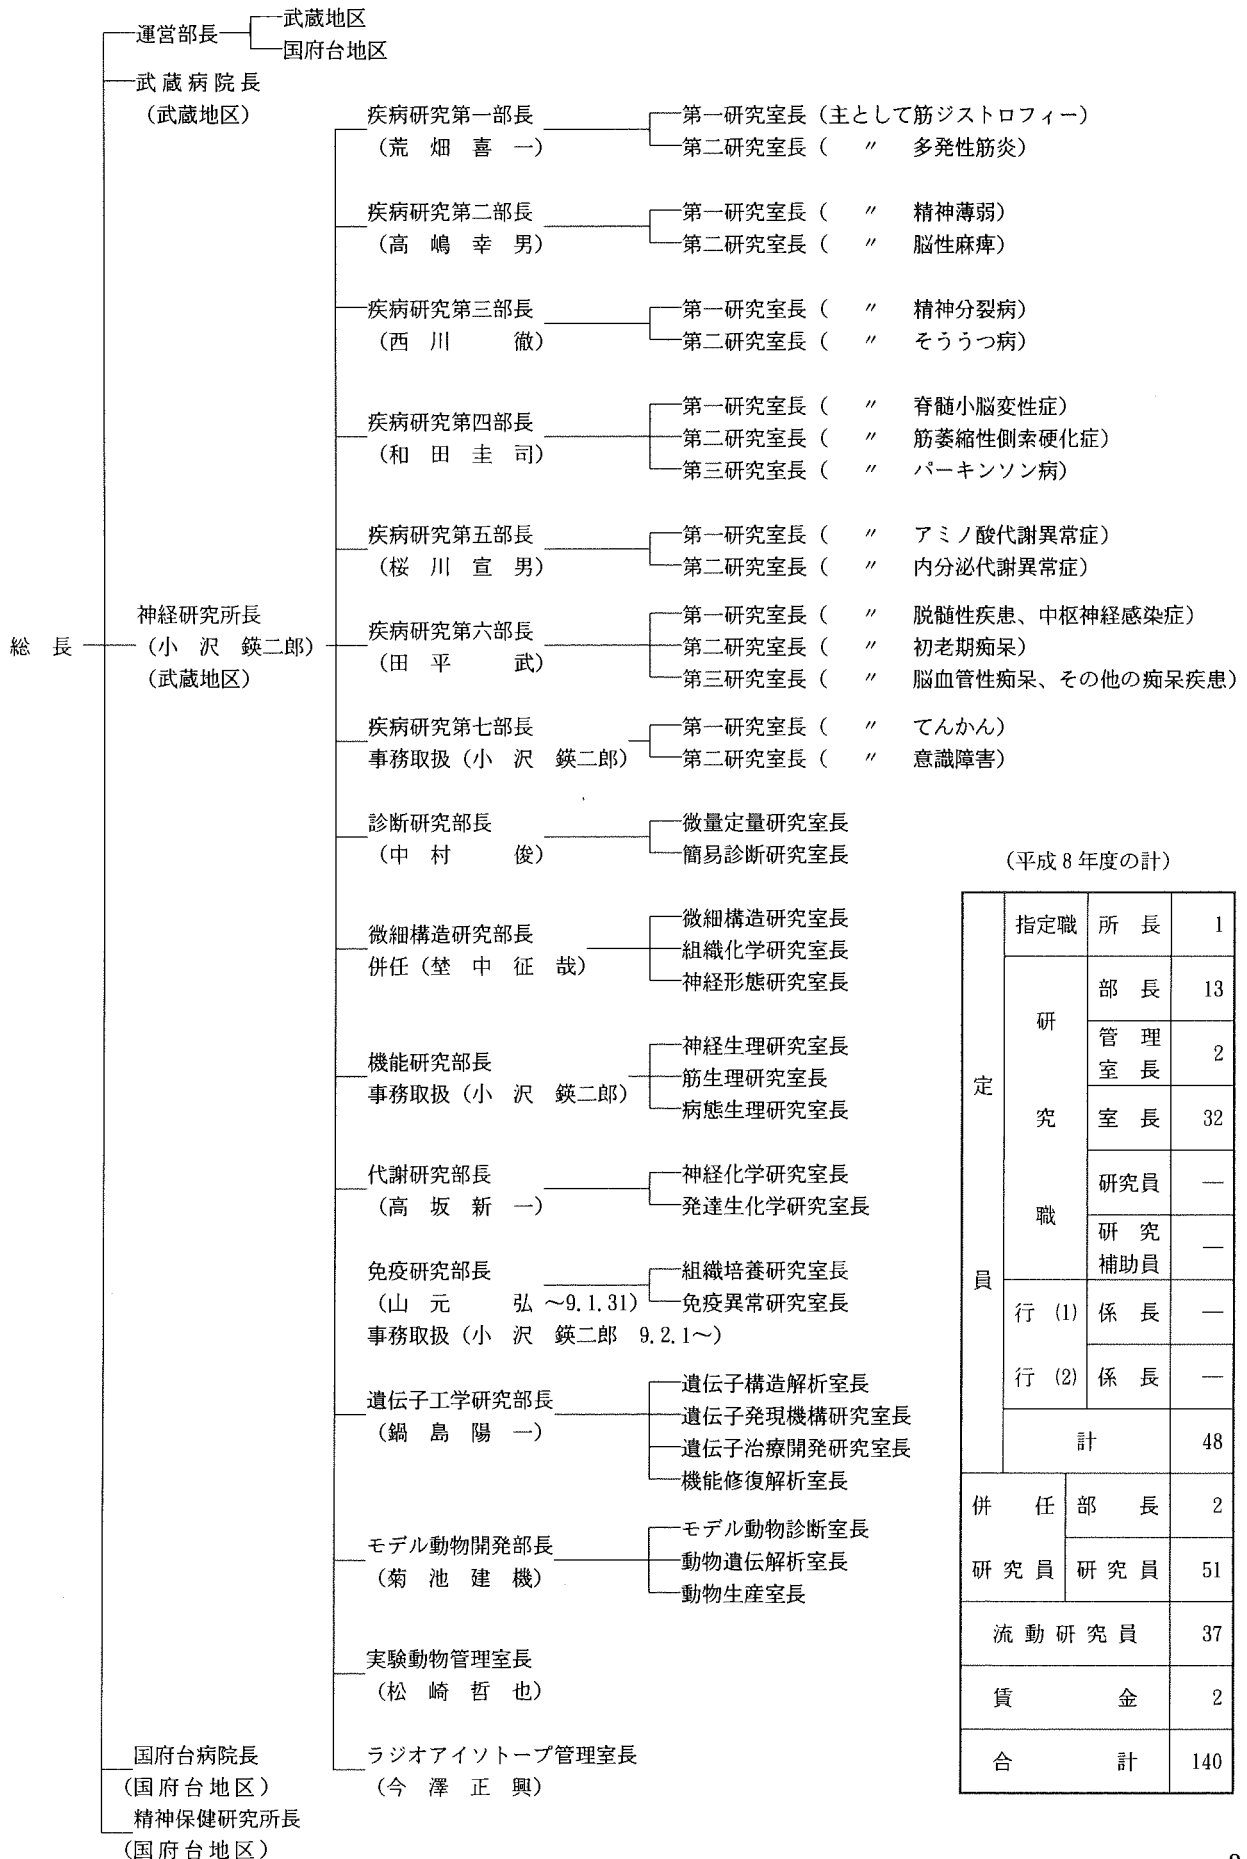 運営部長
武蔵地区
国府台地区
武蔵病院長
(武蔵地区)
総長
神経研究所長
(小沢鍈二郎)
(武蔵地区)
疾病研究第一部長
(荒畑喜一)
第一研究室長(主として筋ジストロフィー)
第二研究室長( 〃 多発性筋炎)
疾病研究第二部長
(高嶋幸男)
第一研究室長( 〃 精神薄弱)
第二研究室長( 〃 脳性麻痺)
疾病研究第三部長
(西川 徹)
第一研究室長( 〃 精神分裂病)
第二研究室長( 〃 そううつ病)
疾病研究第四部長
(和田圭司)
第一研究室長( 〃 脊髄小脳変性症)
第二研究室長( 〃 筋萎縮性側索硬化症)
第三研究室長( 〃 パーキンソン病)
疾病研究第五部長
(桜川宣男)
第一研究室長( 〃 アミノ酸代謝異常症)
第二研究室長( 〃 内分泌代謝異常症)
疾病研究第六部長
(田平 武)
第一研究室長( 〃 脱髄性疾患、中枢神経感染症)
第二研究室長( 〃 初老期痴呆)
第三研究室長( 〃 脳血管性痴呆、その他の痴呆疾患)
疾病研究第七部長
事務取扱(小沢 鍈二郎)
第一研究室長( 〃 てんかん)
第二研究室長( 〃 意識障害)
診断研究部長
(中村 俊)
微量定量研究室長
簡易診断研究室長
微細構造研究部長
併任(埜中征哉)
微細構造研究室長
組織化学研究室長
神経形態研究室長
機能研究部長
事務取扱(小沢 鍈二郎)
神経生理研究室長
筋生理研究室長
病態生理研究室長
代謝研究部長
(高坂新一)
神経化学研究室長
発達生化学研究室長
免疫研究部長
(山元 弘 ~9.1.31)
事務取扱(小沢 鍈二郎 9.2.1~)
組織培養研究室長
免疫異常研究室長
遺伝子工学研究部長
(鍋島陽一)
遺伝子構造解析室長
遺伝子発現機構研究室長
遺伝子治療開発研究室長
機能修復解析室長
モデル動物開発部長
(菊池建機)
モデル動物診断室長
動物遺伝解析室長
動物生産室長
実験動物管理室長
(松崎哲也)
ラジオアイソトープ管理室長
(今澤正興)
国府台病院長
(国府台地区)
精神保健研究所長
(国府台地区)
(平成8年度の計)
定員
指定職 所長 1
研究職
部長 13
管理
室長 2
室長 32
研究員 —
研究
補助員 —
行 (1) 係長 —
行 (2) 係長 —
計 48
併任 部長 2
研究員 研究員 51
流動研究員 37
賃金 2
合計 140